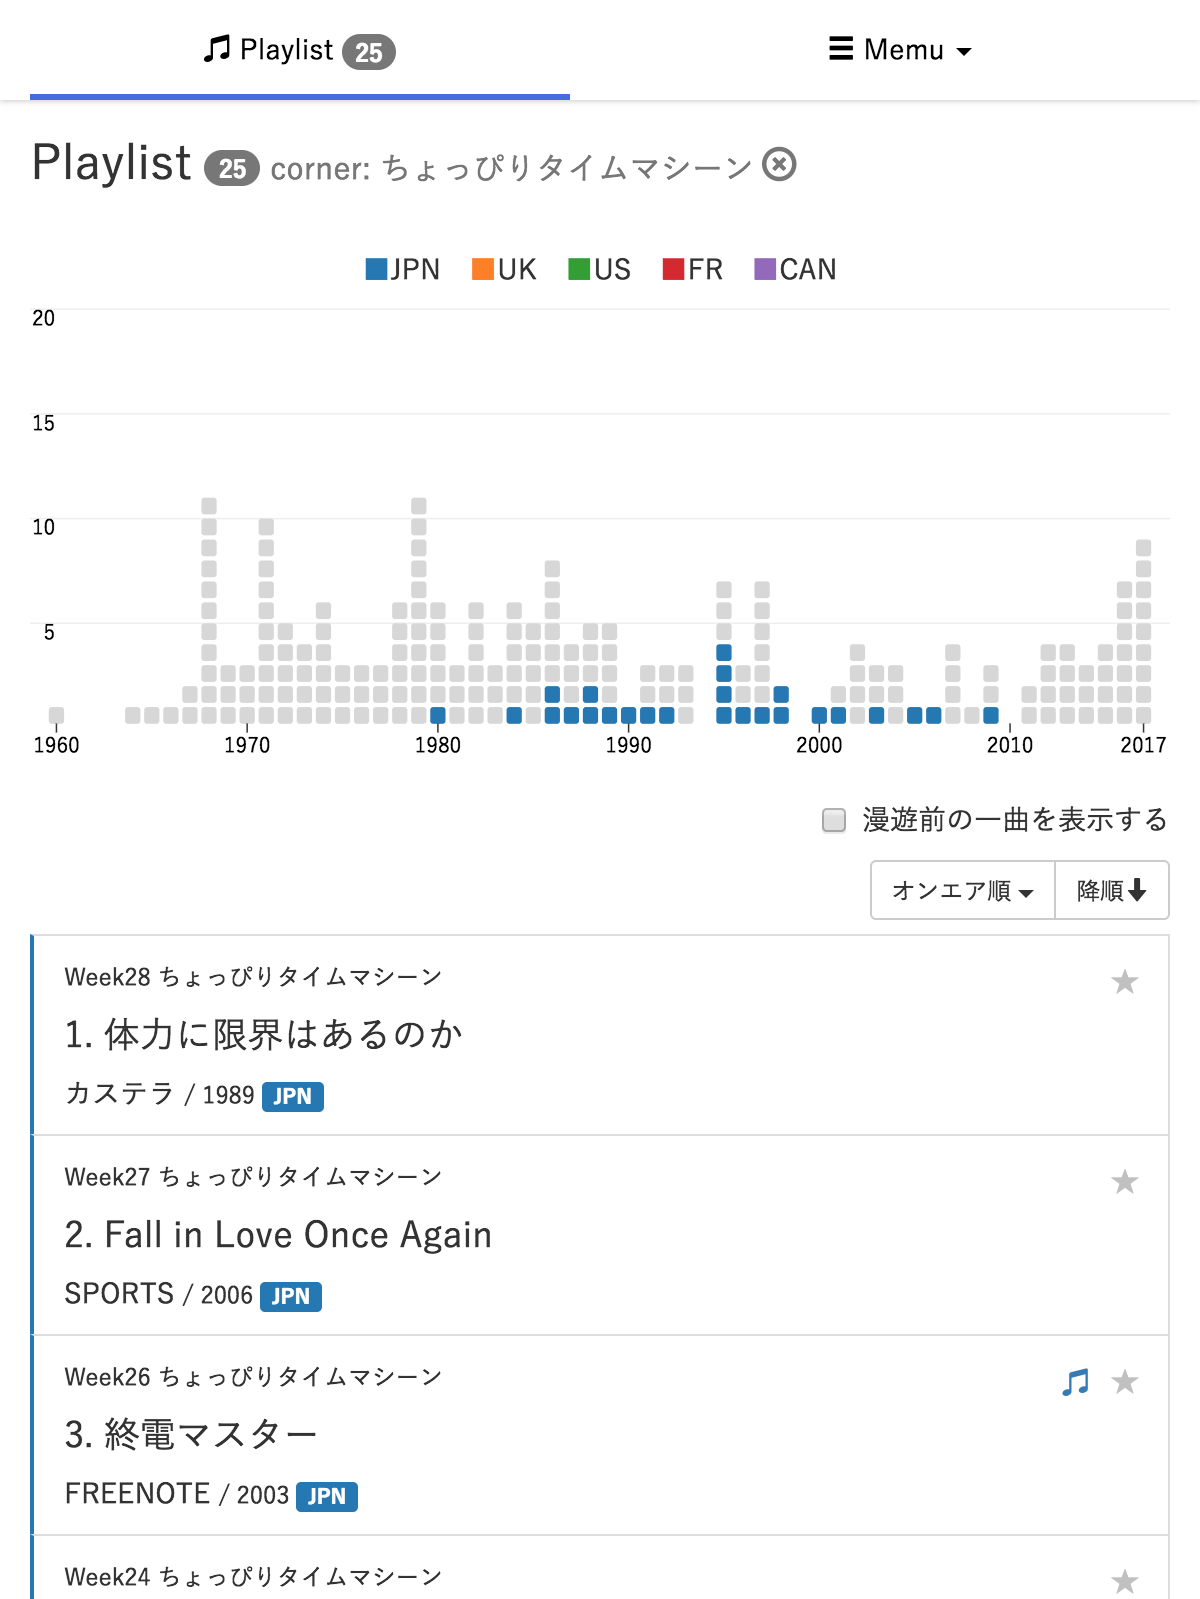 Playlist 25
Memu
Playlist 25 corner: ちょっぴりタイムマシーン
JPN UK US FR CAN
20
15
10
5
1960 1970 1980 1990 2000 2010 2017
漫遊前の一曲を表示する
オンエア順 降順
Week28 ちょっぴりタイムマシーン
1. 体力に限界はあるのか
カステラ / 1989 JPN
Week27 ちょっぴりタイムマシーン
2. Fall in Love Once Again
SPORTS / 2006 JPN
Week26 ちょっぴりタイムマシーン
3. 終電マスター
FREENOTE / 2003 JPN
Week24 ちょっぴりタイムマシーン